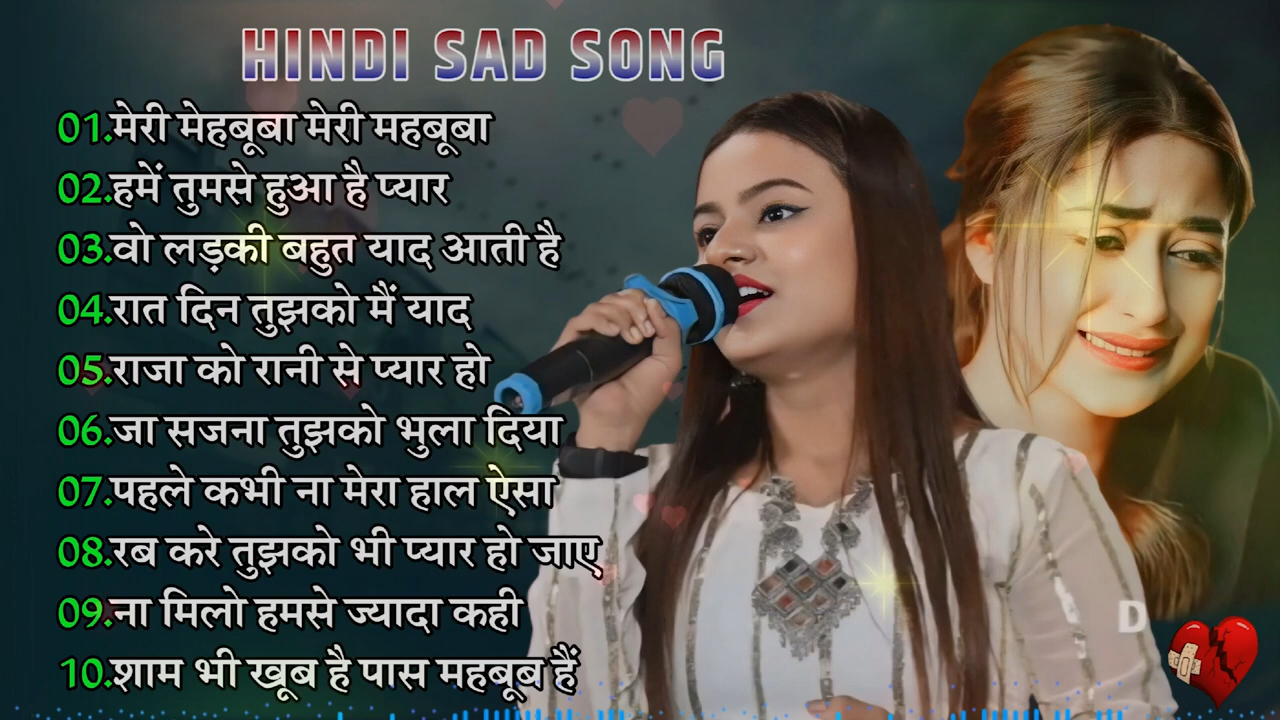 HINDI SAD SONG
01.मेरी मेहबूबा मेरी महबूबा
02.हमें तुमसे हुआ है प्यार
03.वो लड़की बहुत याद आती है
04.रात दिन तुझको मैं याद
05.राजा को रानी से प्यार हो
06.जा सजना तुझको भुला दिया
07.पहले कभी ना मेरा हाल ऐसा
08.रब करे तुझको भी प्यार हो जाए
09.ना मिलो हमसे ज्यादा कही
10.शाम भी खूब है पास महबूब हैं
D